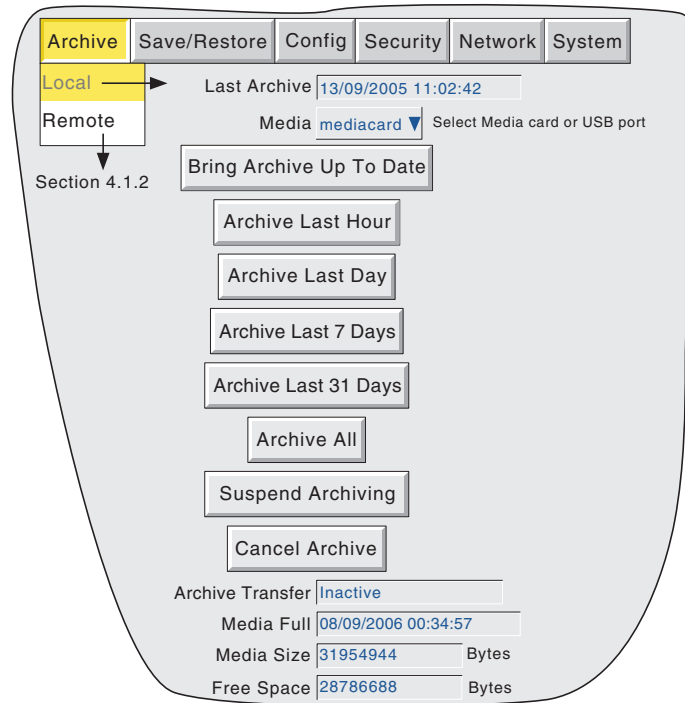 Archive Save/Restore Config Security Network System
Local
Last Archive 13/09/2005 11:02:42
Remote
Media mediacard Select Media card or USB port
Section 4.1.2
Bring Archive Up To Date
Archive Last Hour
Archive Last Day
Archive Last 7 Days
Archive Last 31 Days
Archive All
Suspend Archiving
Cancel Archive
Archive Transfer Inactive
Media Full 08/09/2006 00:34:57
Media Size 31954944 Bytes
Free Space 28786688 Bytes